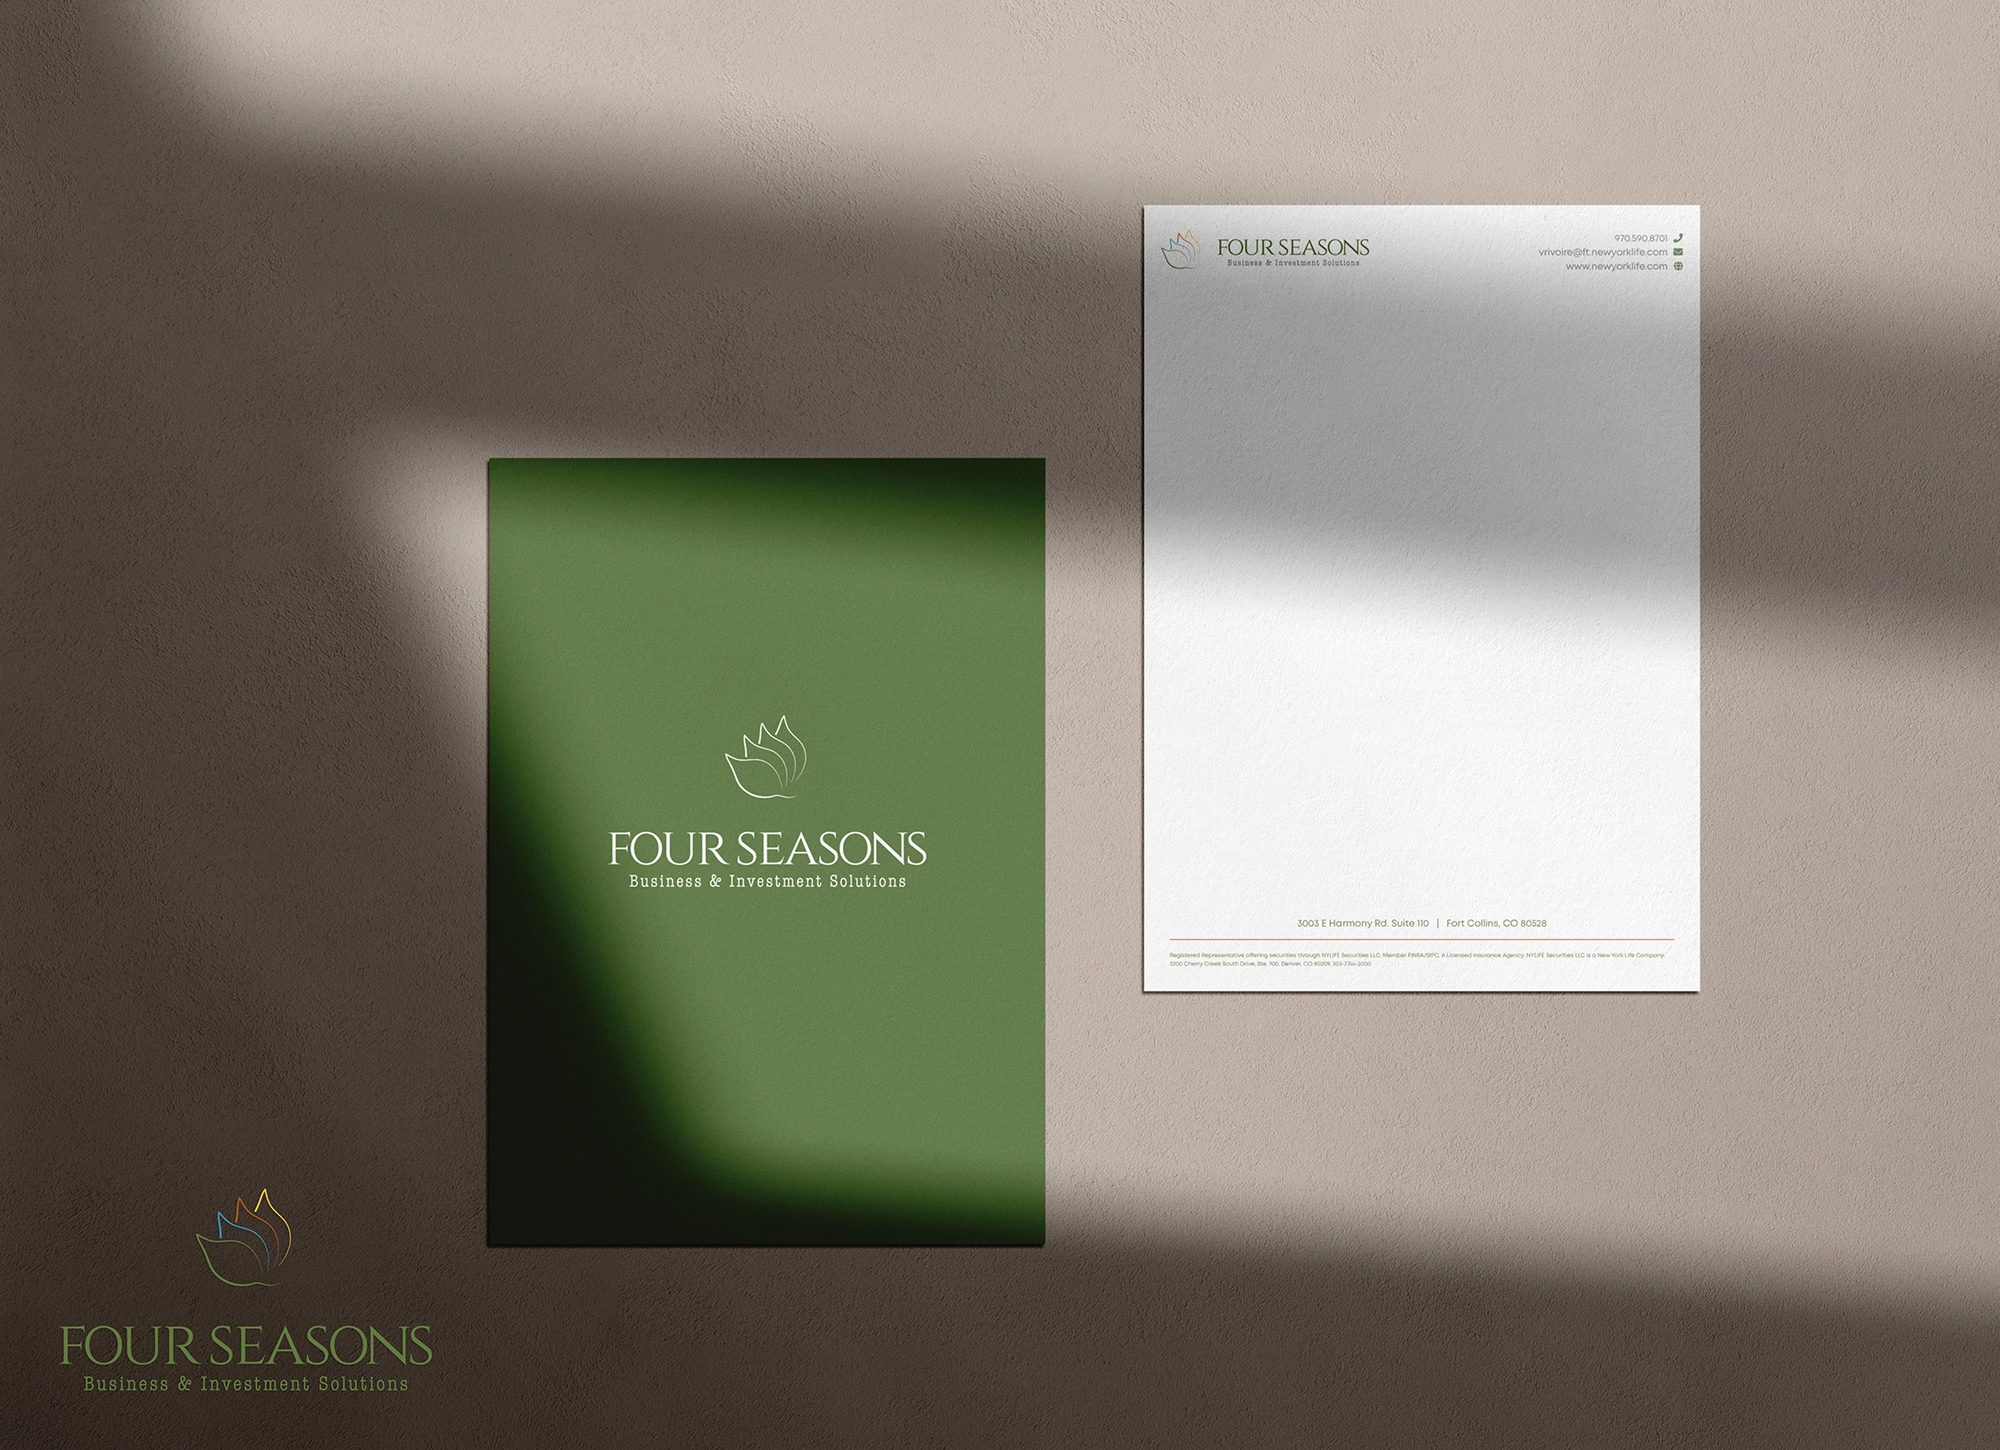 FOUR SEASONS
Business & Investment Solutions
970.590.8701
vrivoire@ft.newyorklife.com
www.newyorklife.com
FOUR SEASONS
Business & Investment Solutions
3003 E Harmony Rd. Suite 110 | Fort Collins, CO 80528
Registered Representative offering securities through NYLIFE Securities LLC, Member FINRA/SIPC, A Licensed Insurance Agency. NYLIFE Securities LLC is a New York Life Company.
3200 Cherry Creek South Drive, Ste. 700, Denver, CO 80209, 303-7744-2000
FOUR SEASONS
Business & Investment Solutions